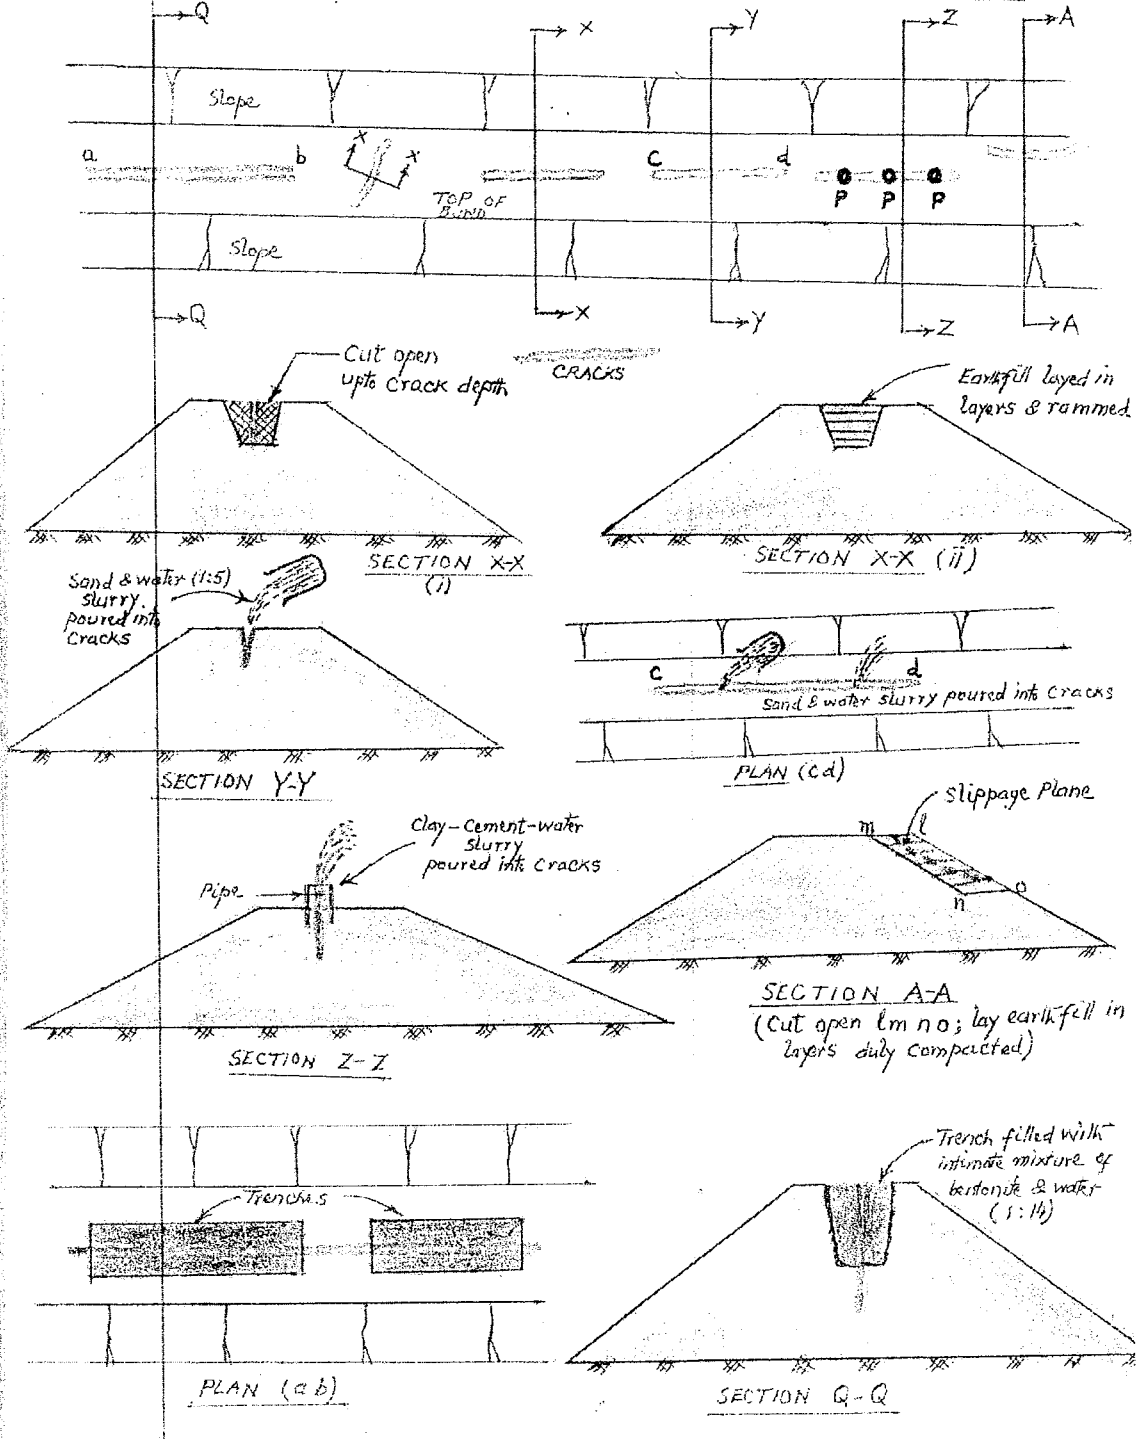 Q
X
Y
Z
A
Slope
a
b
X
X
c
d
P P P
TOP OF
BUND
Slope
Q
X
Y
Z
A
Cut open
upto Crack depth
CRACKS
Earthfill layed in
layers & rammed
SECTION X-X
(i)
SECTION X-X (ii)
Sand & water (1:5)
slurry
poured into
Cracks
c
d
Sand & water slurry poured into Cracks
SECTION Y-Y
PLAN (cd)
Clay-Cement-water
slurry
poured into Cracks
Pipe
Slippage Plane
m
l
n
o
SECTION Z-Z
SECTION A-A
(Cut open lmno; lay earthfill in
layers duly compacted)
Trenches
Trench filled with
intimate mixture of
bentonite & water
(1:14)
PLAN (ab)
SECTION Q-Q